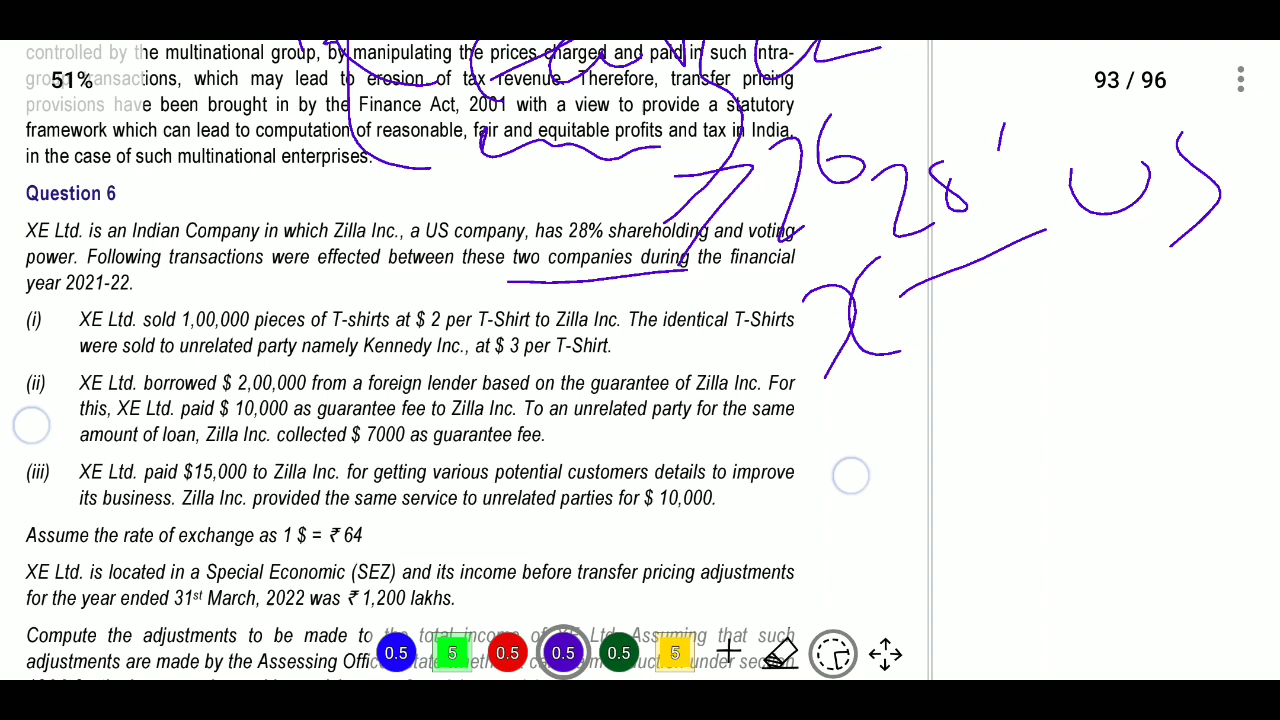 controlled by the multinational group, by manipulating the prices charged and paid in such intra-
51% 93 / 96
transactions, which may lead to erosion of tax revenue. Therefore, transfer pricing
provisions have been brought in by the Finance Act, 2001 with a view to provide a statutory
framework which can lead to computation of reasonable, fair and equitable profits and tax in India,
in the case of such multinational enterprises.
2628' US
Question 6
XE Ltd. is an Indian Company in which Zilla Inc., a US company, has 28% shareholding and voting
power. Following transactions were effected between these two companies during the financial
year 2021-22.
x
(i) XE Ltd. sold 1,00,000 pieces of T-shirts at $ 2 per T-Shirt to Zilla Inc. The identical T-Shirts
were sold to unrelated party namely Kennedy Inc., at $ 3 per T-Shirt.
(ii) XE Ltd. borrowed $ 2,00,000 from a foreign lender based on the guarantee of Zilla Inc. For
this, XE Ltd. paid $ 10,000 as guarantee fee to Zilla Inc. To an unrelated party for the same
amount of loan, Zilla Inc. collected $ 7000 as guarantee fee.
(iii) XE Ltd. paid $15,000 to Zilla Inc. for getting various potential customers details to improve
its business. Zilla Inc. provided the same service to unrelated parties for $ 10,000.
Assume the rate of exchange as 1 $ = ₹ 64
XE Ltd. is located in a Special Economic (SEZ) and its income before transfer pricing adjustments
for the year ended 31st March, 2022 was ₹ 1,200 lakhs.
Compute the adjustments to be made to the total income of XE Ltd. Assuming that such
adjustments are made by the Assessing under section
0.5 5 0.5 0.5 0.5 5